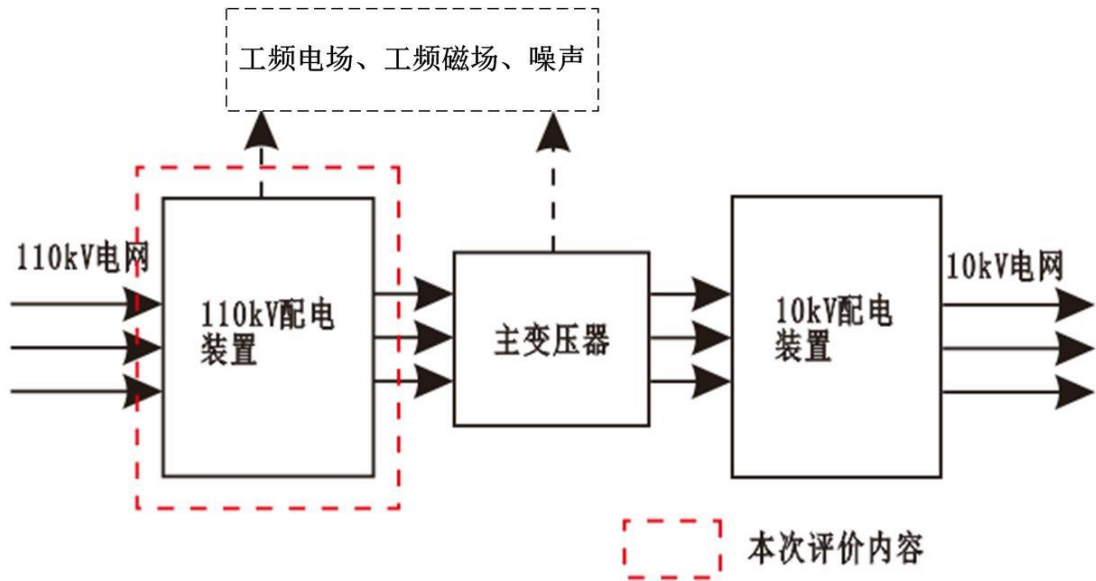 工频电场、工频磁场、噪声
110kV电网
110kV配电
装置
主变压器
10kV配电
装置
10kV电网
本次评价内容